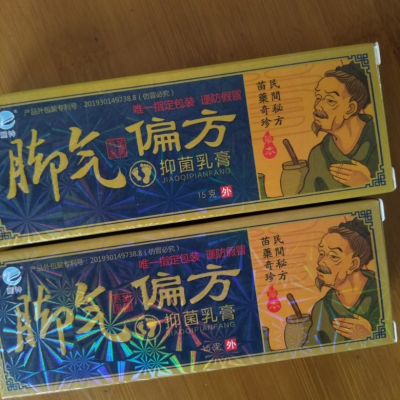 产品外包装专利号：201930149738.8（仿冒必究）
唯一指定包装 谨防假冒
脚气偏方
抑菌乳膏
JIAOQIPIANFANG
15克 外
民間秘方
苗藥奇珍
产品外包装专利号：201930149738.8（仿冒必究）
唯一指定包装 谨防假冒
脚气偏方
抑菌乳膏
JIAOQIPIANFANG
15克 外
民間秘方
苗藥奇珍